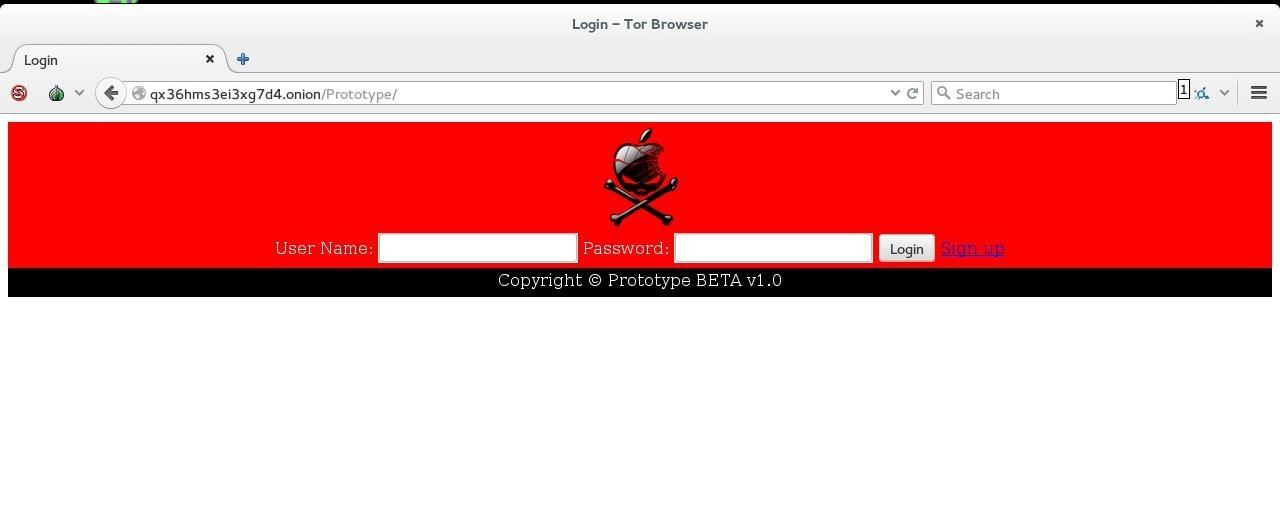 Login – Tor Browser
Login
qx36hms3ei3xg7d4.onion/Prototype/
Search
1
User Name:
Password:
Login
Sign up
Copyright © Prototype BETA v1.0